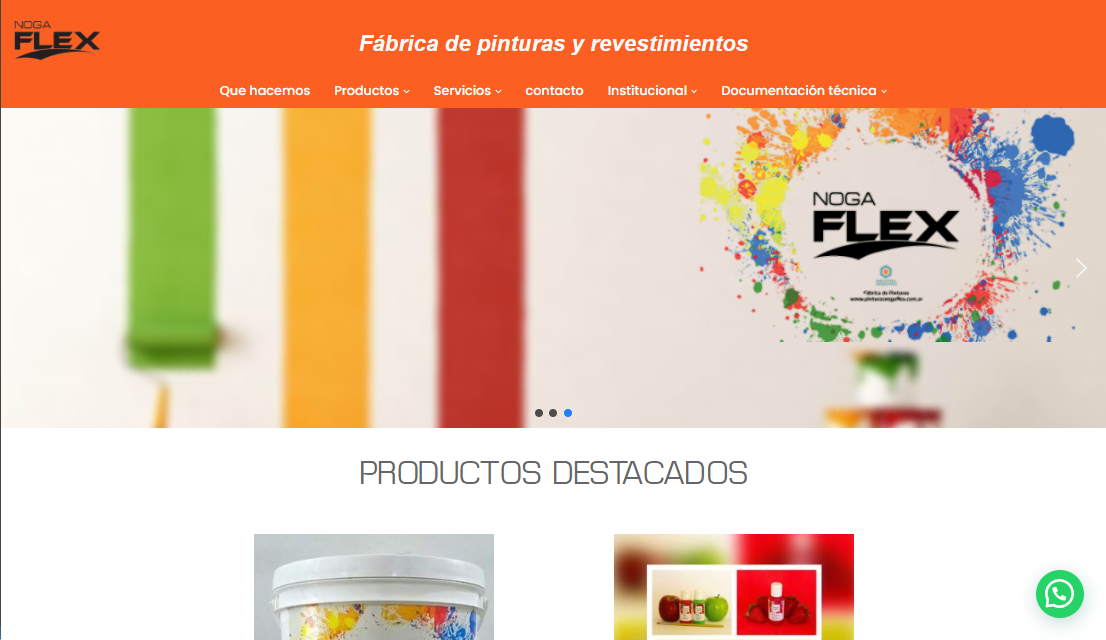 NOGA
FLEX
Fábrica de pinturas y revestimientos
Que hacemos
Productos
Servicios
contacto
Institucional
Documentación técnica
NOGA
FLEX
Fábrica de Pinturas
www.pinturasnogaflex.com.ar
PRODUCTOS DESTACADOS